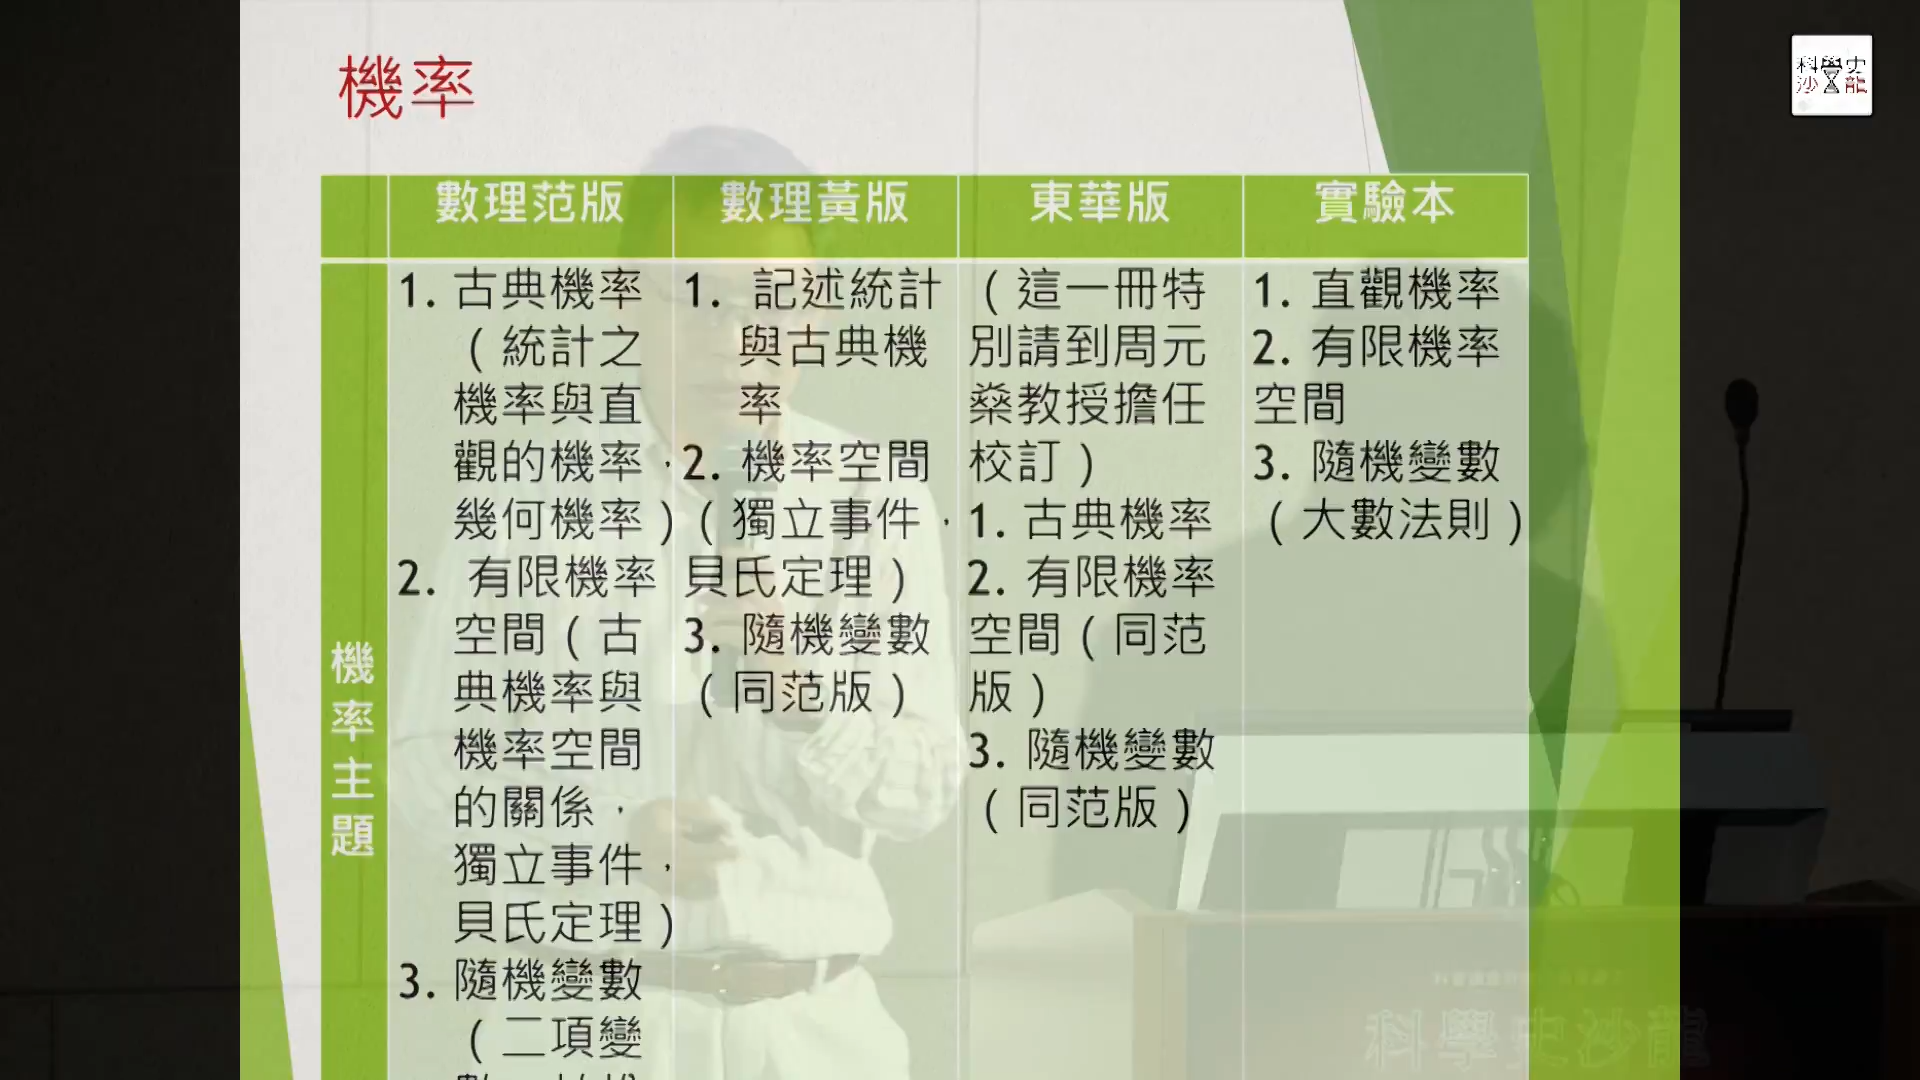 機率
科學史
沙龍
數理范版
數理黃版
東華版
實驗本
機率主題
1. 古典機率
（統計之
機率與直
觀的機率，
幾何機率）
2. 有限機率
空間（古
典機率與
機率空間
的關係，
獨立事件，
貝氏定理）
3. 隨機變數
（二項變
1. 記述統計
與古典機
率
2. 機率空間
（獨立事件，
貝氏定理）
3. 隨機變數
（同范版）
（這一冊特
別請到周元
燊教授擔任
校訂）
1. 古典機率
2. 有限機率
空間（同范
版）
3. 隨機變數
（同范版）
1. 直觀機率
2. 有限機率
空間
3. 隨機變數
（大數法則）
科學史沙龍